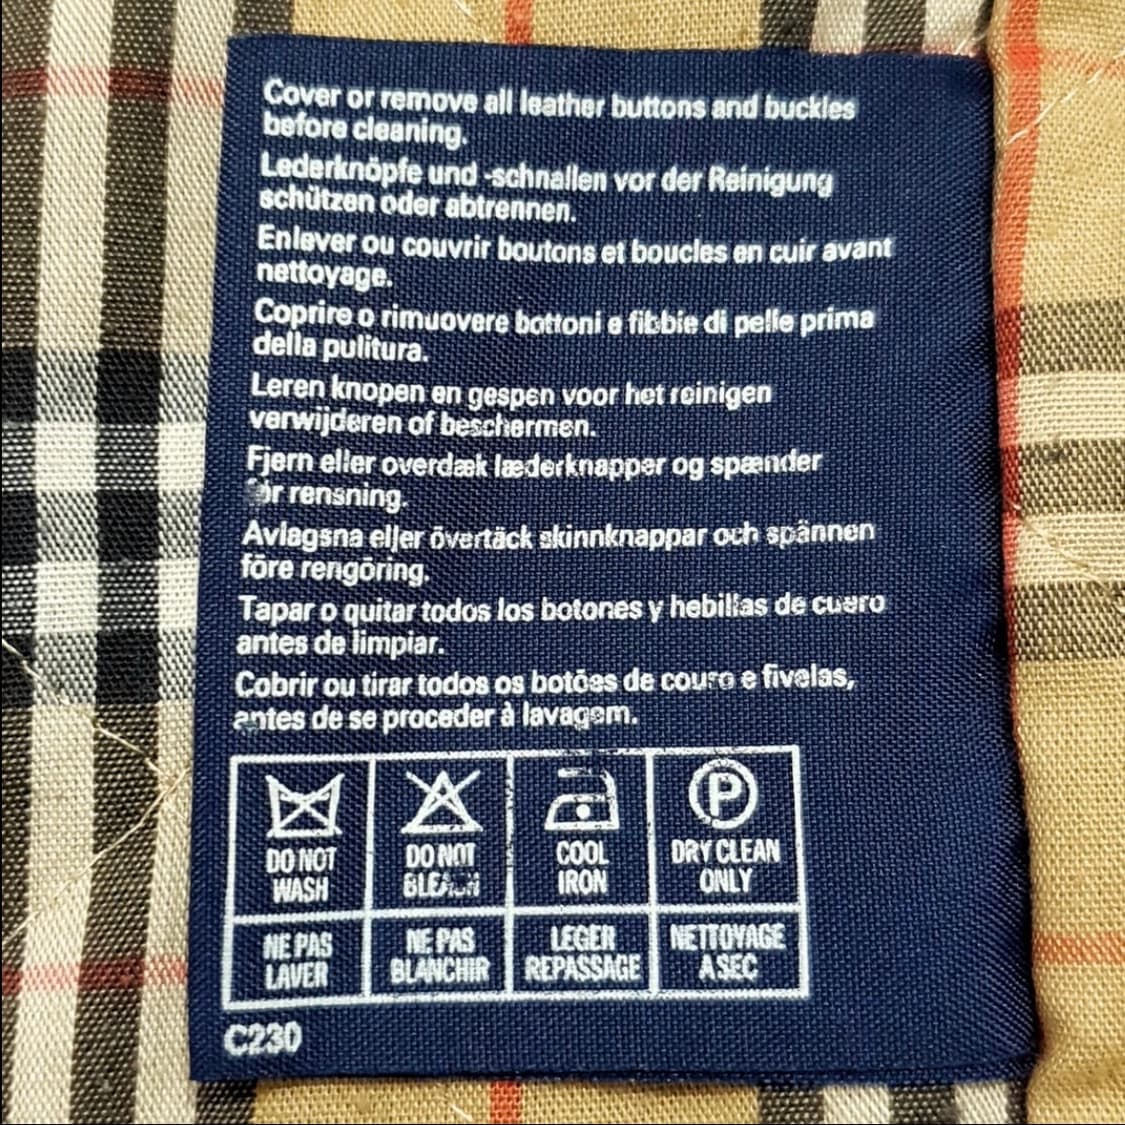 Cover or remove all leather buttons and buckles
before cleaning.
Lederknöpfe und -schnallen vor der Reinigung
schützen oder abtrennen.
Enlever ou couvrir boutons et boucles en cuir avant
nettoyage.
Coprire o rimuovere bottoni e fibbie di pelle prima
della pulitura.
Leren knopen en gespen voor het reinigen
verwijderen of beschermen.
Fjern eller overdæk læderknapper og spænder
før rensning.
Avlägsna eller övertäck skinnknappar och spännen
före rengöring.
Tapar o quitar todos los botones y hebillas de cuero
antes de limpiar.
Cobrir ou tirar todos os botões de couro e fivelas,
antes de se proceder à lavagem.
P
DO NOT WASH
DO NOT BLEACH
COOL IRON
DRY CLEAN ONLY
NE PAS LAVER
NE PAS BLANCHIR
LEGER REPASSAGE
NETTOYAGE A SEC
C230